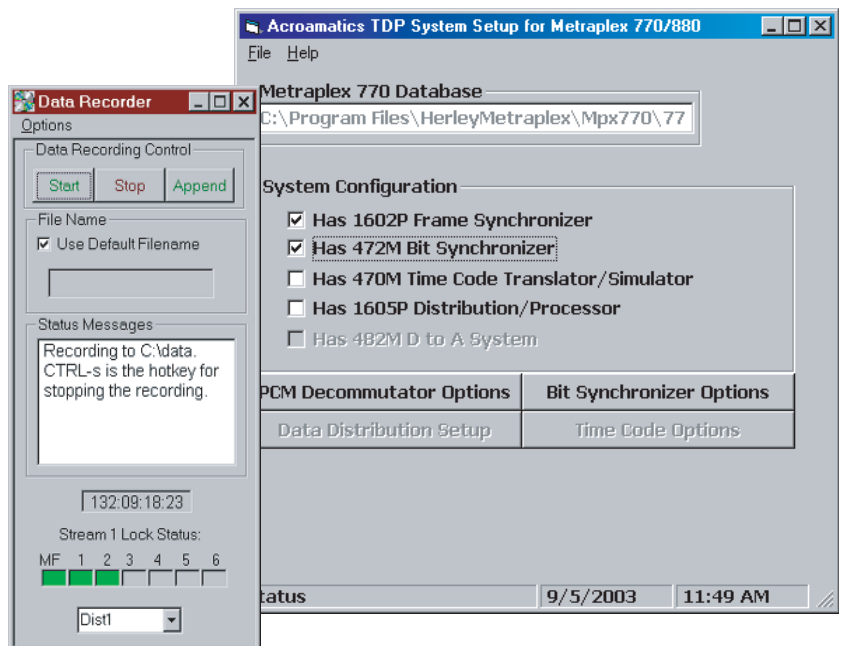 Acroamatics TDP System Setup for Metraplex 770/880
File Help
Metraplex 770 Database
C:\Program Files\HerleyMetraplex\Mpx770\77
System Configuration
Has 1602P Frame Synchronizer
Has 472M Bit Synchronizer
Has 470M Time Code Translator/Simulator
Has 1605P Distribution/Processor
Has 482M D to A System
PCM Decommutator Options
Bit Synchronizer Options
Data Distribution Setup
Time Code Options
tatus
9/5/2003
11:49 AM
Data Recorder
Options
Data Recording Control
Start
Stop
Append
File Name
Use Default Filename
Status Messages
Recording to C:\data.
CTRL-s is the hotkey for
stopping the recording.
132:09:18:23
Stream 1 Lock Status:
MF 1 2 3 4 5 6
Dist1